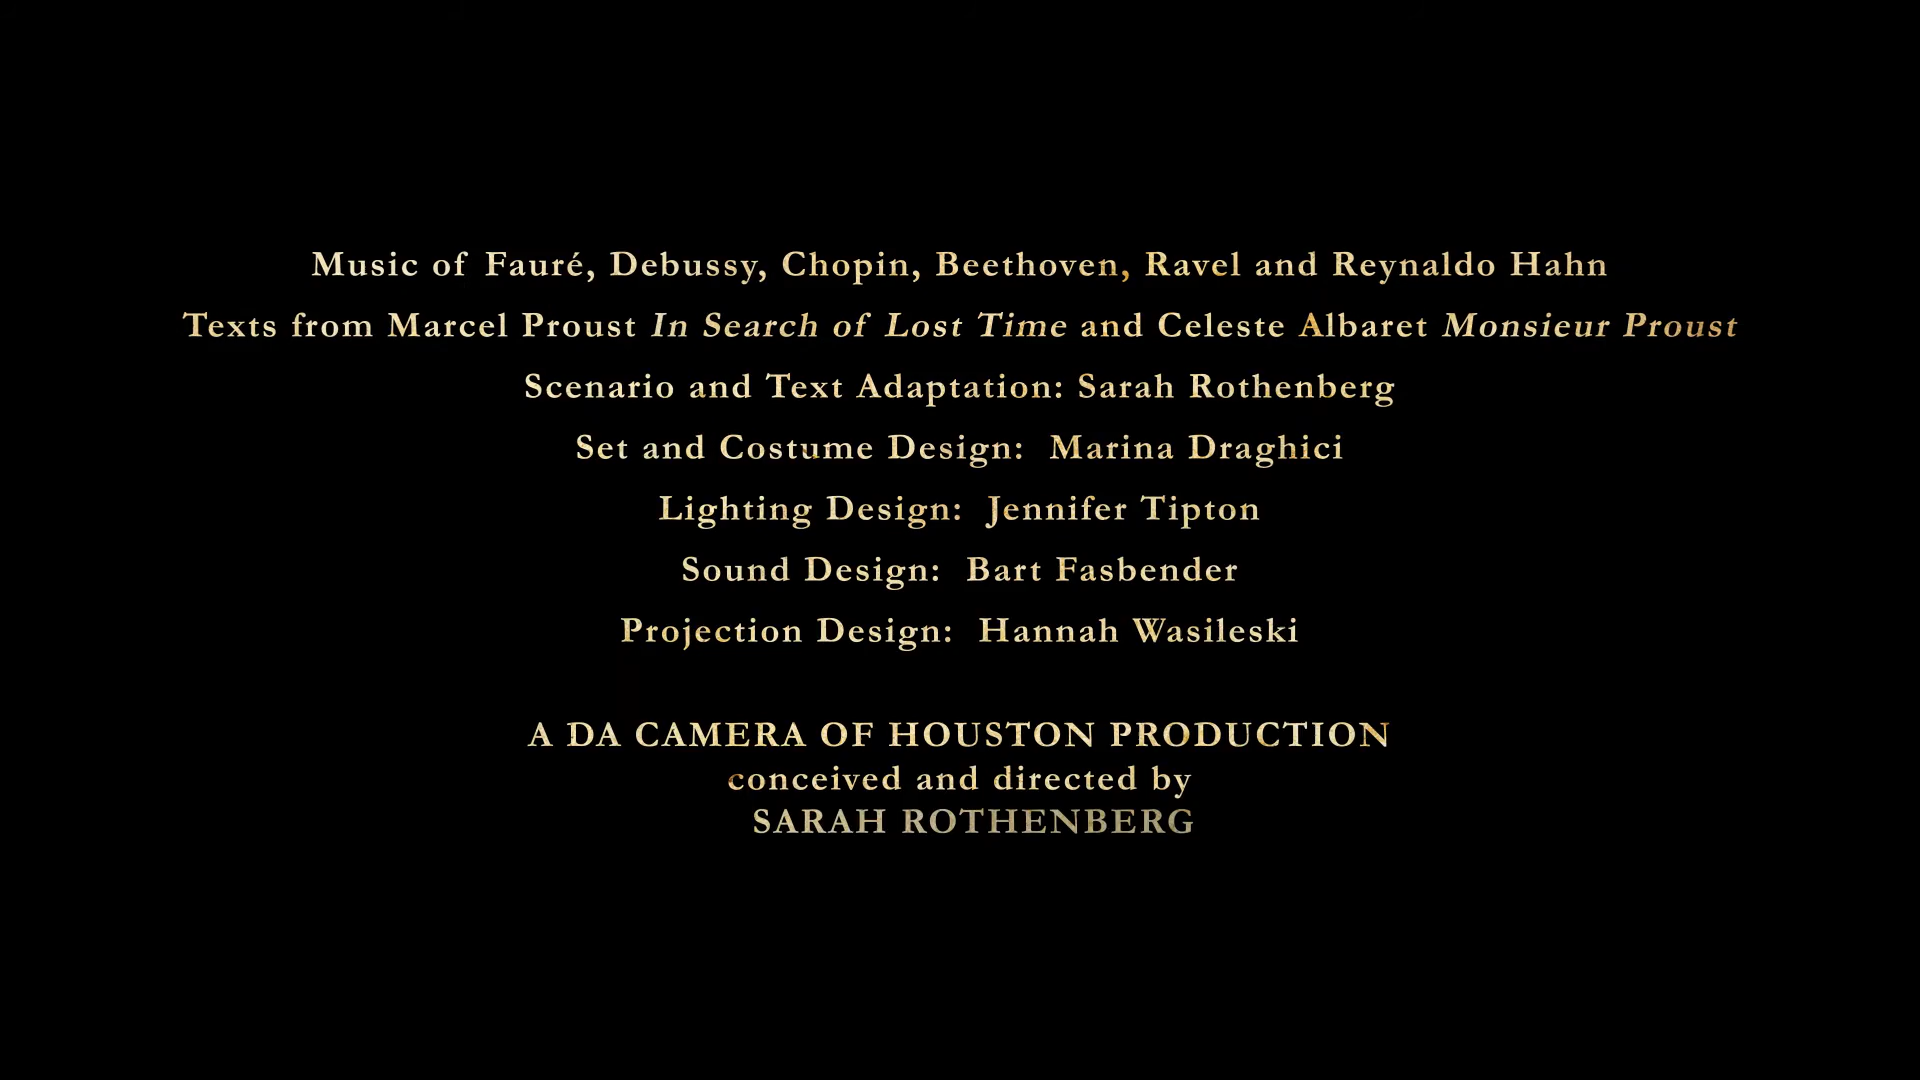 Music of Fauré, Debussy, Chopin, Beethoven, Ravel and Reynaldo Hahn
Texts from Marcel Proust In Search of Lost Time and Celeste Albaret Monsieur Proust
Scenario and Text Adaptation: Sarah Rothenberg
Set and Costume Design: Marina Draghici
Lighting Design: Jennifer Tipton
Sound Design: Bart Fasbender
Projection Design: Hannah Wasileski
A DA CAMERA OF HOUSTON PRODUCTION
conceived and directed by
SARAH ROTHENBERG